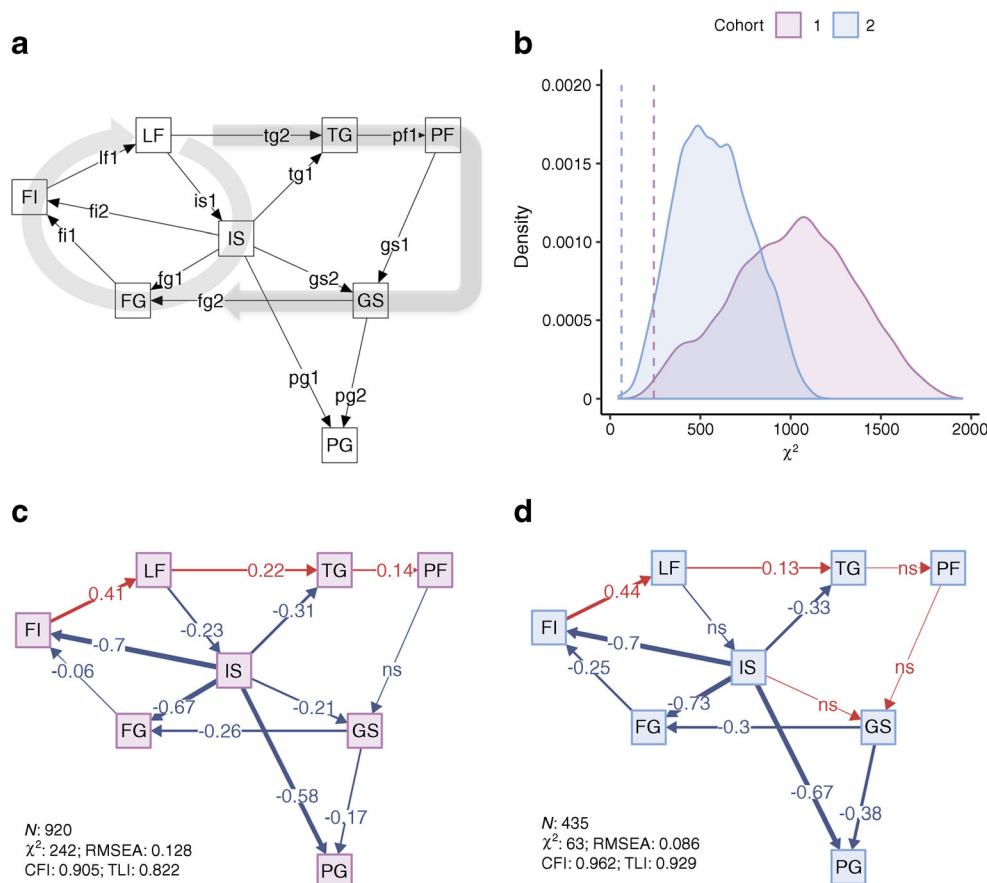 a
LF
tg2
TG
pf1
PF
lf1
FI
is1
tg1
fi2
fi1
IS
gs1
fg1
gs2
FG
fg2
GS
pg1
pg2
PG
b
Cohort 1 2
0.0020
0.0015
0.0010
0.0005
0
Density
0 500 1000 1500 2000
χ²
c
LF
0.22
TG
0.14
PF
0.41
FI
-0.23
-0.31
-0.7
IS
-0.06
ns
-0.67
-0.21
FG
-0.26
GS
-0.58
-0.17
PG
N: 920
χ²: 242; RMSEA: 0.128
CFI: 0.905; TLI: 0.822
d
LF
0.13
TG
ns
PF
0.44
FI
ns
-0.33
-0.7
IS
-0.25
ns
-0.73
ns
FG
-0.3
GS
-0.67
-0.38
PG
N: 435
χ²: 63; RMSEA: 0.086
CFI: 0.962; TLI: 0.929